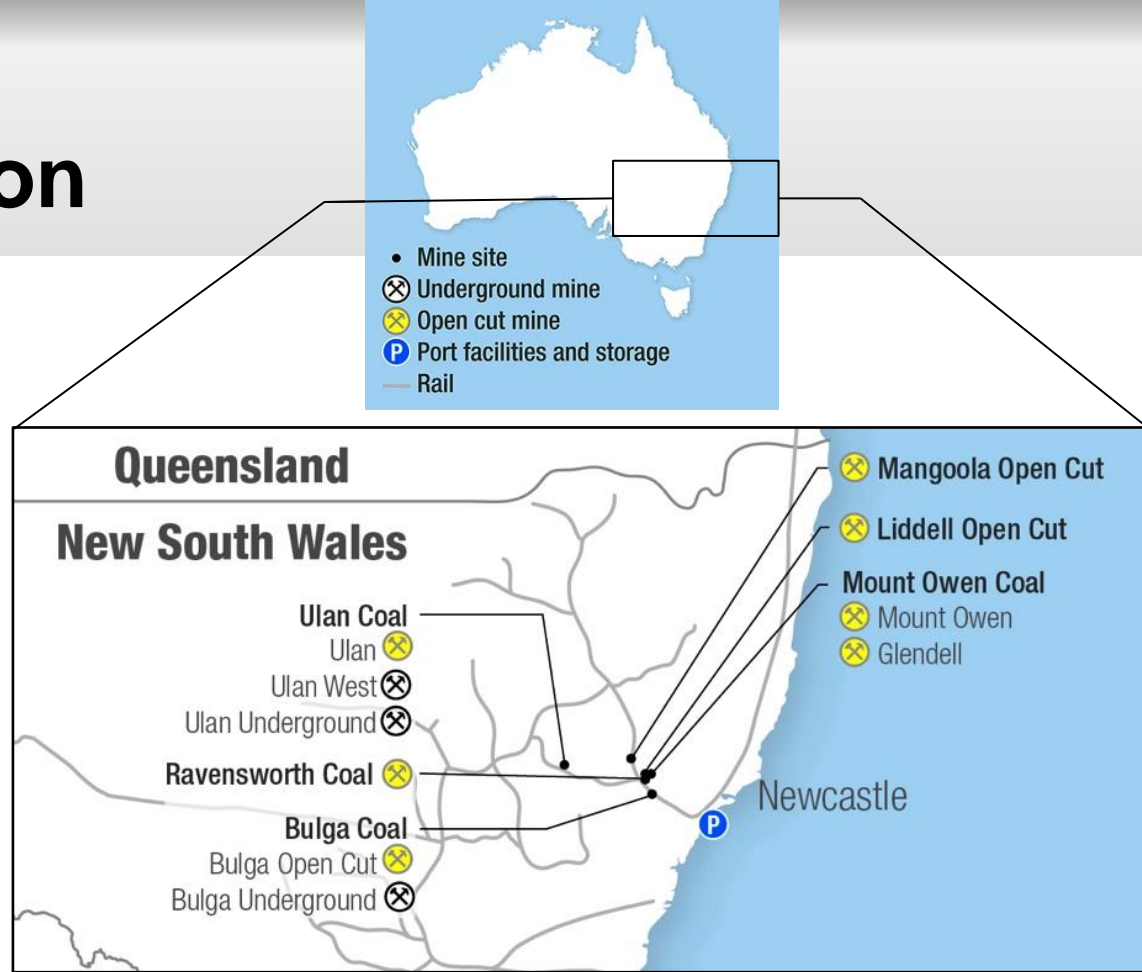 on
Mine site
Underground mine
Open cut mine
P Port facilities and storage
Rail
Queensland
New South Wales
Ulan Coal
Ulan
Ulan West
Ulan Underground
Ravensworth Coal
Bulga Coal
Bulga Open Cut
Bulga Underground
Mangoola Open Cut
Liddell Open Cut
Mount Owen Coal
Mount Owen
Glendell
Newcastle
P